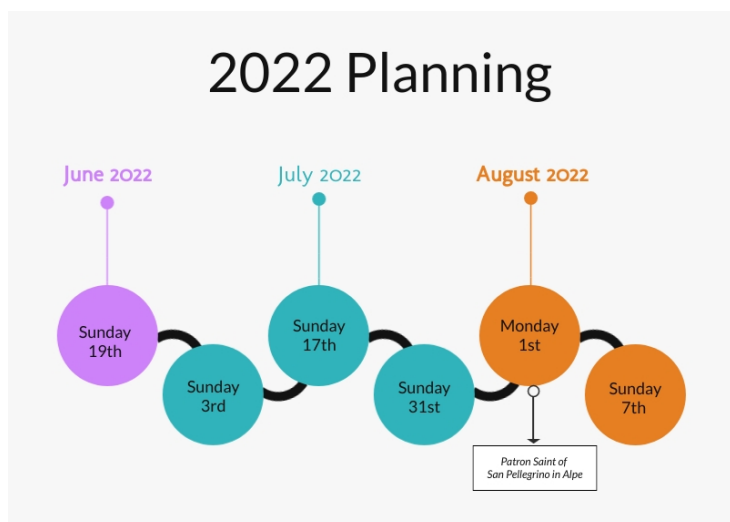 2022 Planning
June 2022
July 2022
August 2022
Sunday
19th
Sunday
3rd
Sunday
17th
Sunday
31st
Monday
1st
Sunday
7th
Patron Saint of
San Pellegrino in Alpe